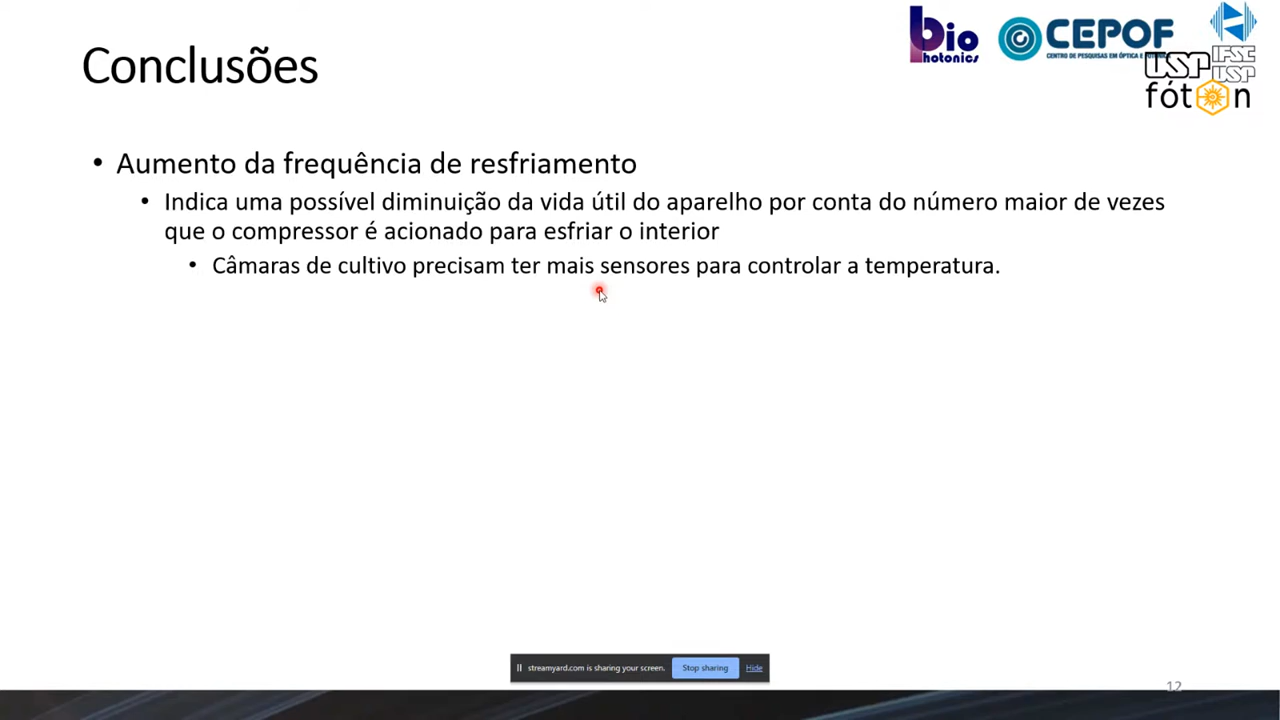 bio
hotonics
CEPOF
CENTRO DE PESQUISAS EM ÓPTICA E FOTÔNICA
IFSC
USP
USP
fóton
Conclusões
• Aumento da frequência de resfriamento
• Indica uma possível diminuição da vida útil do aparelho por conta do número maior de vezes
que o compressor é acionado para esfriar o interior
• Câmaras de cultivo precisam ter mais sensores para controlar a temperatura.
streamyard.com is sharing your screen.
Stop sharing
Hide
12